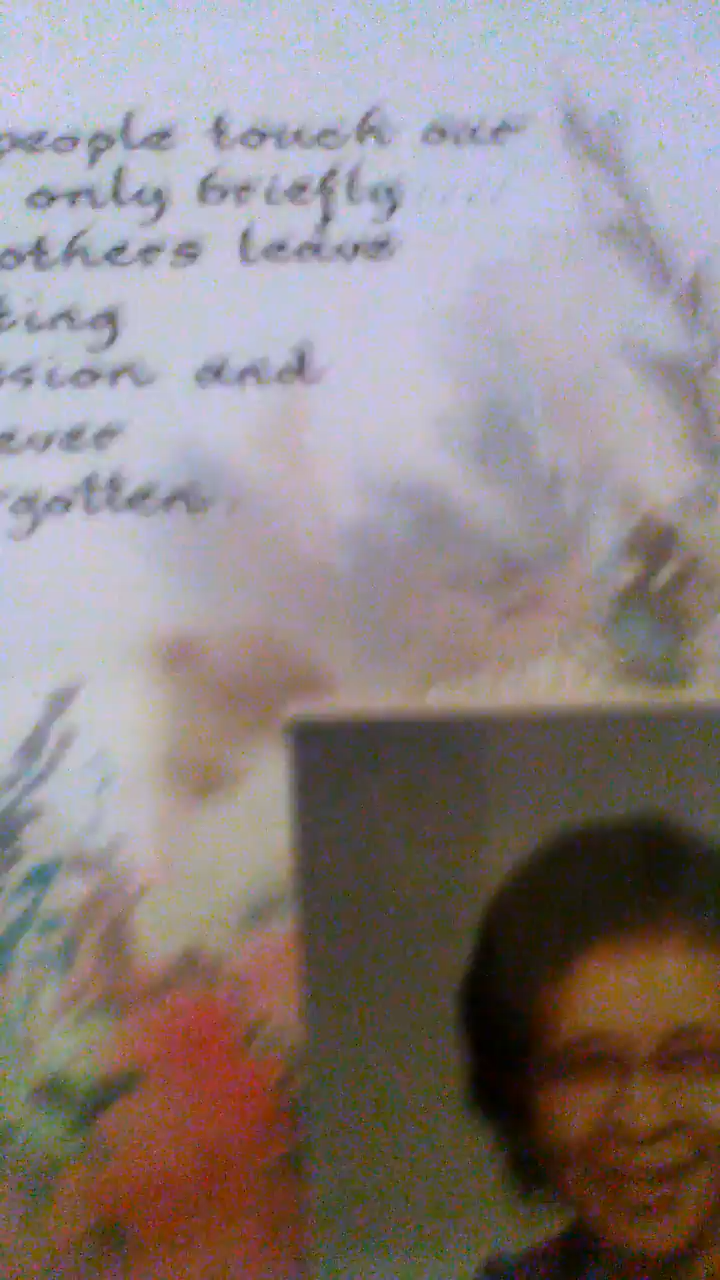 people touch our
only briefly ....
others leave
ting
ssion and
ever
rgotten.